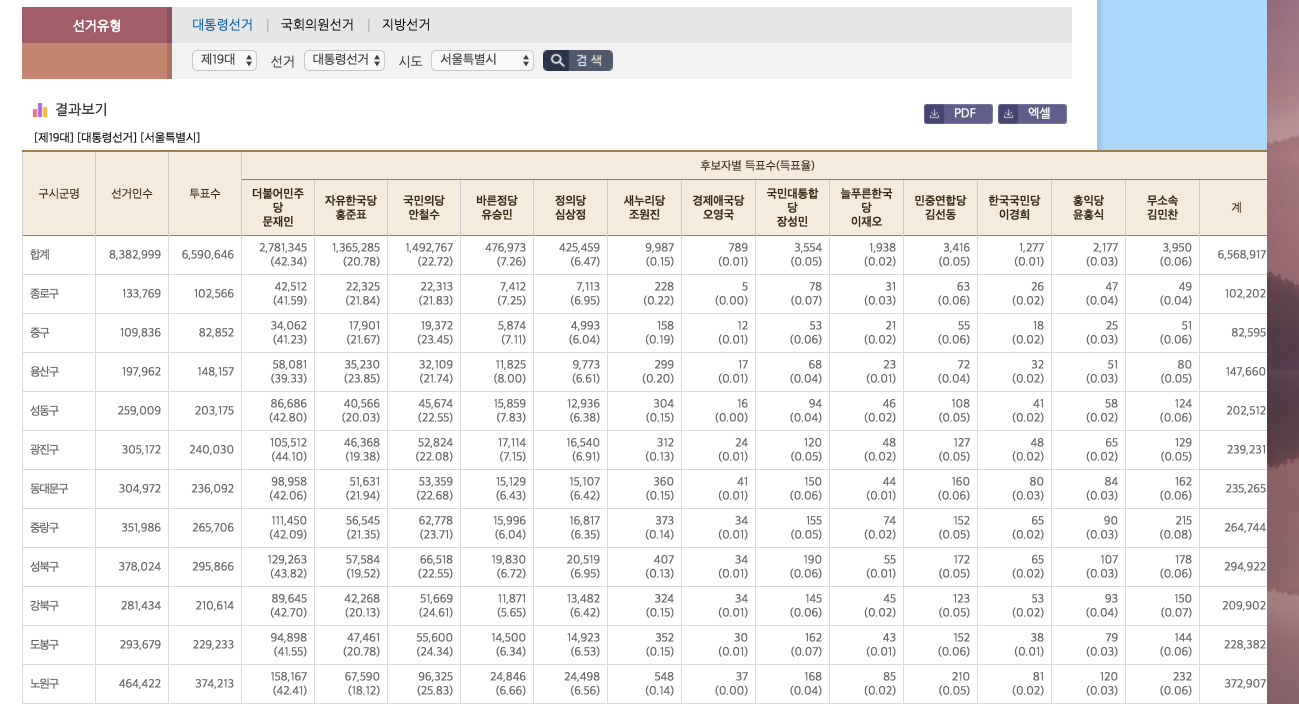 선거유형
대통령선거 | 국회의원선거 | 지방선거
제19대 선거 대통령선거 시도 서울특별시 검 색
결과보기
PDF 엑셀
[제19대] [대통령선거] [서울특별시]
구시군명 선거인수 투표수 후보자별 득표수(득표율)
더불어민주당 문재인 자유한국당 홍준표 국민의당 안철수 바른정당 유승민 정의당 심상정 새누리당 조원진 경제애국당 오영국 국민대통합당 장성민 늘푸른한국당 이재오 민중연합당 김선동 한국국민당 이경희 홍익당 윤홍식 무소속 김민찬 계
합계 8,382,999 6,590,646 2,781,345 1,365,285 1,492,767 476,973 425,459 9,987 789 3,554 1,938 3,416 1,277 2,177 3,950 6,568,917
(42.34) (20.78) (22.72) (7.26) (6.47) (0.15) (0.01) (0.05) (0.02) (0.05) (0.01) (0.03) (0.06)
종로구 133,769 102,566 42,512 22,325 22,313 7,412 7,113 228 5 78 31 63 26 47 49 102,202
(41.59) (21.84) (21.83) (7.25) (6.95) (0.22) (0.00) (0.07) (0.03) (0.06) (0.02) (0.04) (0.04)
중구 109,836 82,852 34,062 17,901 19,372 5,874 4,993 158 12 53 21 55 18 25 51 82,595
(41.23) (21.67) (23.45) (7.11) (6.04) (0.19) (0.01) (0.06) (0.02) (0.06) (0.02) (0.03) (0.06)
용산구 197,962 148,157 58,081 35,230 32,109 11,825 9,773 299 17 68 23 72 32 51 80 147,660
(39.33) (23.85) (21.74) (8.00) (6.61) (0.20) (0.01) (0.04) (0.01) (0.04) (0.02) (0.03) (0.05)
성동구 259,009 203,175 86,686 40,566 45,674 15,859 12,936 304 16 94 46 108 41 58 124 202,512
(42.80) (20.03) (22.55) (7.83) (6.38) (0.15) (0.00) (0.04) (0.02) (0.05) (0.02) (0.02) (0.06)
광진구 305,172 240,030 105,512 46,368 52,824 17,114 16,540 312 24 120 48 127 48 65 129 239,231
(44.10) (19.38) (22.08) (7.15) (6.91) (0.13) (0.01) (0.05) (0.02) (0.05) (0.02) (0.02) (0.05)
동대문구 304,972 236,092 98,958 51,631 53,359 15,129 15,107 360 41 150 44 160 80 84 162 235,265
(42.06) (21.94) (22.68) (6.43) (6.42) (0.15) (0.01) (0.06) (0.01) (0.06) (0.03) (0.03) (0.06)
중랑구 351,986 265,706 111,450 56,545 62,778 15,996 16,817 373 34 155 74 152 65 90 215 264,744
(42.09) (21.35) (23.71) (6.04) (6.35) (0.14) (0.01) (0.05) (0.02) (0.05) (0.02) (0.03) (0.08)
성북구 378,024 295,866 129,263 57,584 66,518 19,830 20,519 407 34 190 55 172 65 107 178 294,922
(43.82) (19.52) (22.55) (6.72) (6.95) (0.13) (0.01) (0.06) (0.01) (0.05) (0.02) (0.03) (0.06)
강북구 281,434 210,614 89,645 42,268 51,669 11,871 13,482 324 34 145 45 123 53 93 150 209,902
(42.70) (20.13) (24.61) (5.65) (6.42) (0.15) (0.01) (0.06) (0.02) (0.05) (0.02) (0.04) (0.07)
도봉구 293,679 229,233 94,898 47,461 55,600 14,500 14,923 352 30 162 43 152 38 79 144 228,382
(41.55) (20.78) (24.34) (6.34) (6.53) (0.15) (0.01) (0.07) (0.01) (0.06) (0.01) (0.03) (0.06)
노원구 464,422 374,213 158,167 67,590 96,325 24,846 24,498 548 37 168 85 210 81 120 232 372,907
(42.41) (18.12) (25.83) (6.66) (6.56) (0.14) (0.00) (0.04) (0.02) (0.05) (0.02) (0.03) (0.06)